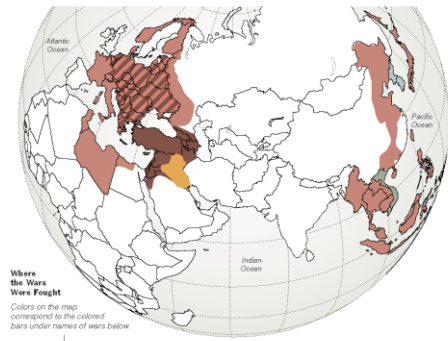 Atlantic
Ocean
Pacific
Ocean
Indian
Ocean
Where
the Wars
Were Fought
Colors on the map
correspond to the colored
bars under names of wars below